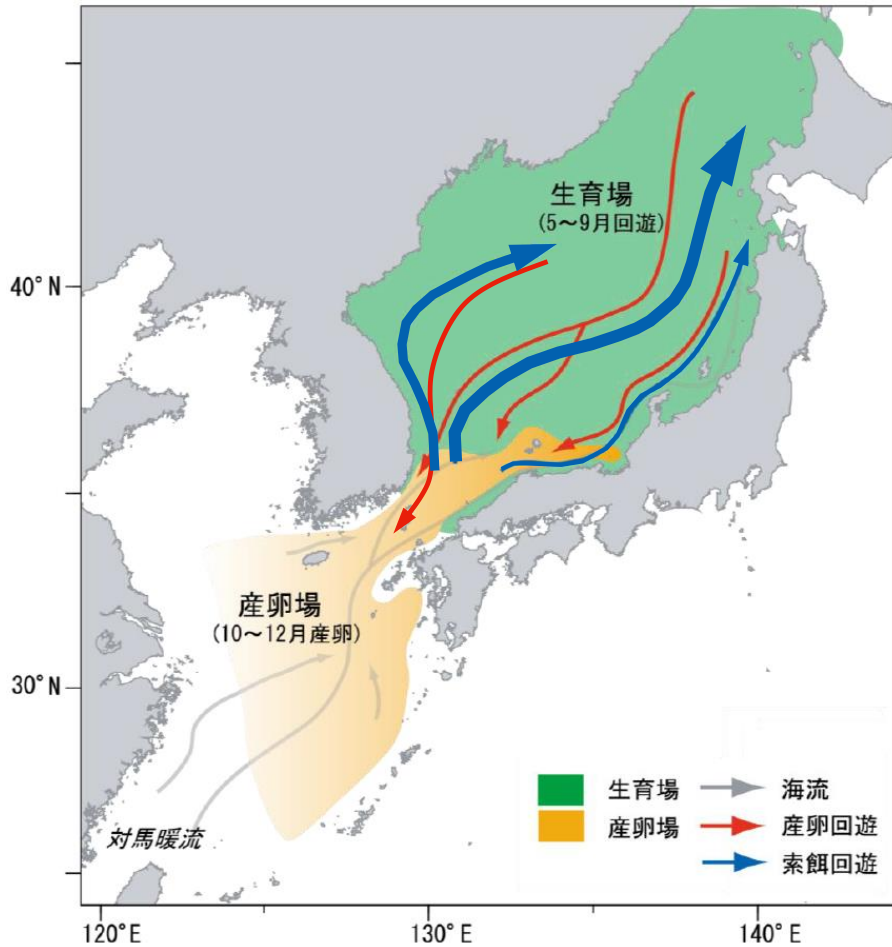 生育場
(5～9月回遊)
40°N
産卵場
(10～12月産卵)
30°N
対馬暖流
生育場
海流
産卵場
産卵回遊
索餌回遊
120°E
130°E
140°E